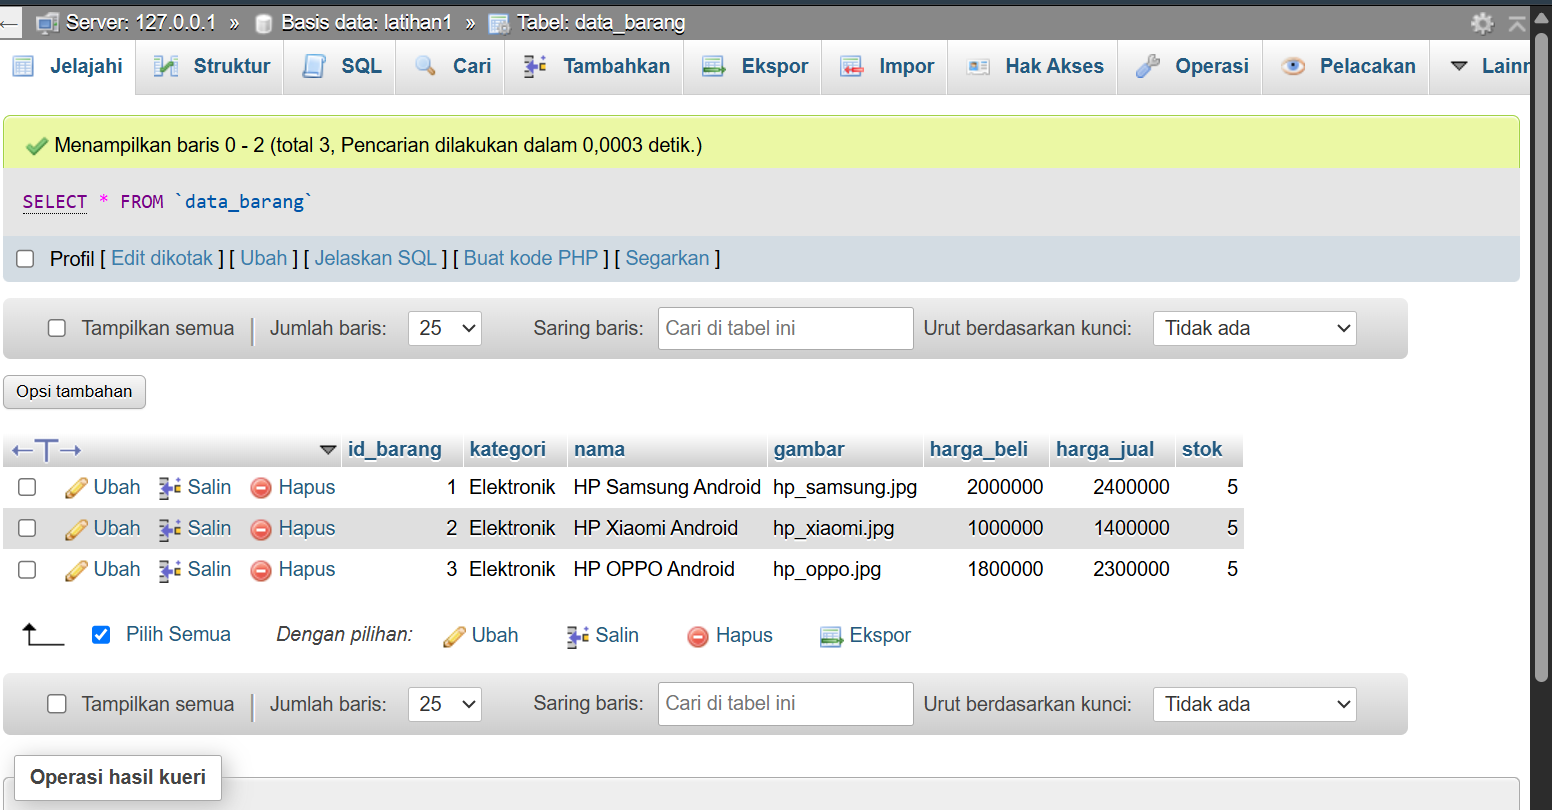 Server: 127.0.0.1 » Basis data: latihan1 » Tabel: data_barang
Jelajahi Struktur SQL Cari Tambahkan Ekspor Impor Hak Akses Operasi Pelacakan Lainn
Menampilkan baris 0 - 2 (total 3, Pencarian dilakukan dalam 0,0003 detik.)
SELECT * FROM `data_barang`
Profil [ Edit dikotak ] [ Ubah ] [ Jelaskan SQL ] [ Buat kode PHP ] [ Segarkan ]
Tampilkan semua Jumlah baris: 25 Saring baris: Cari di tabel ini Urut berdasarkan kunci: Tidak ada
Opsi tambahan
id_barang kategori nama gambar harga_beli harga_jual stok
Ubah Salin Hapus 1 Elektronik HP Samsung Android hp_samsung.jpg 2000000 2400000 5
Ubah Salin Hapus 2 Elektronik HP Xiaomi Android hp_xiaomi.jpg 1000000 1400000 5
Ubah Salin Hapus 3 Elektronik HP OPPO Android hp_oppo.jpg 1800000 2300000 5
Pilih Semua Dengan pilihan: Ubah Salin Hapus Ekspor
Tampilkan semua Jumlah baris: 25 Saring baris: Cari di tabel ini Urut berdasarkan kunci: Tidak ada
Operasi hasil kueri